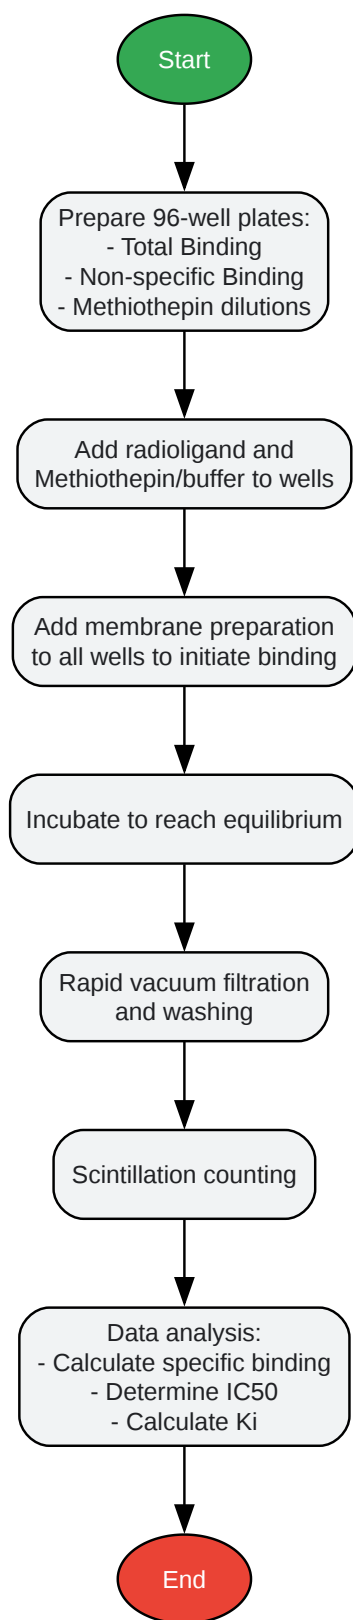 Start
Prepare 96-well plates:
- Total Binding
- Non-specific Binding
- Methiothepin dilutions
Add radioligand and
Methiothepin/buffer to wells
Add membrane preparation
to all wells to initiate binding
Incubate to reach equilibrium
Rapid vacuum filtration
and washing
Scintillation counting
Data analysis:
- Calculate specific binding
- Determine IC50
- Calculate Ki
End